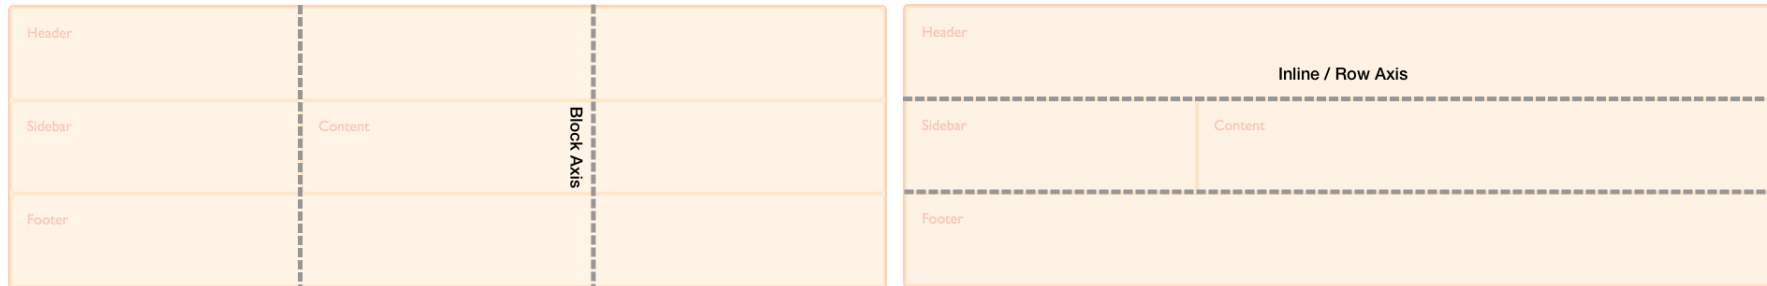 Header
Block Axis
Sidebar
Content
Footer
Header
Inline / Row Axis
Sidebar
Content
Footer